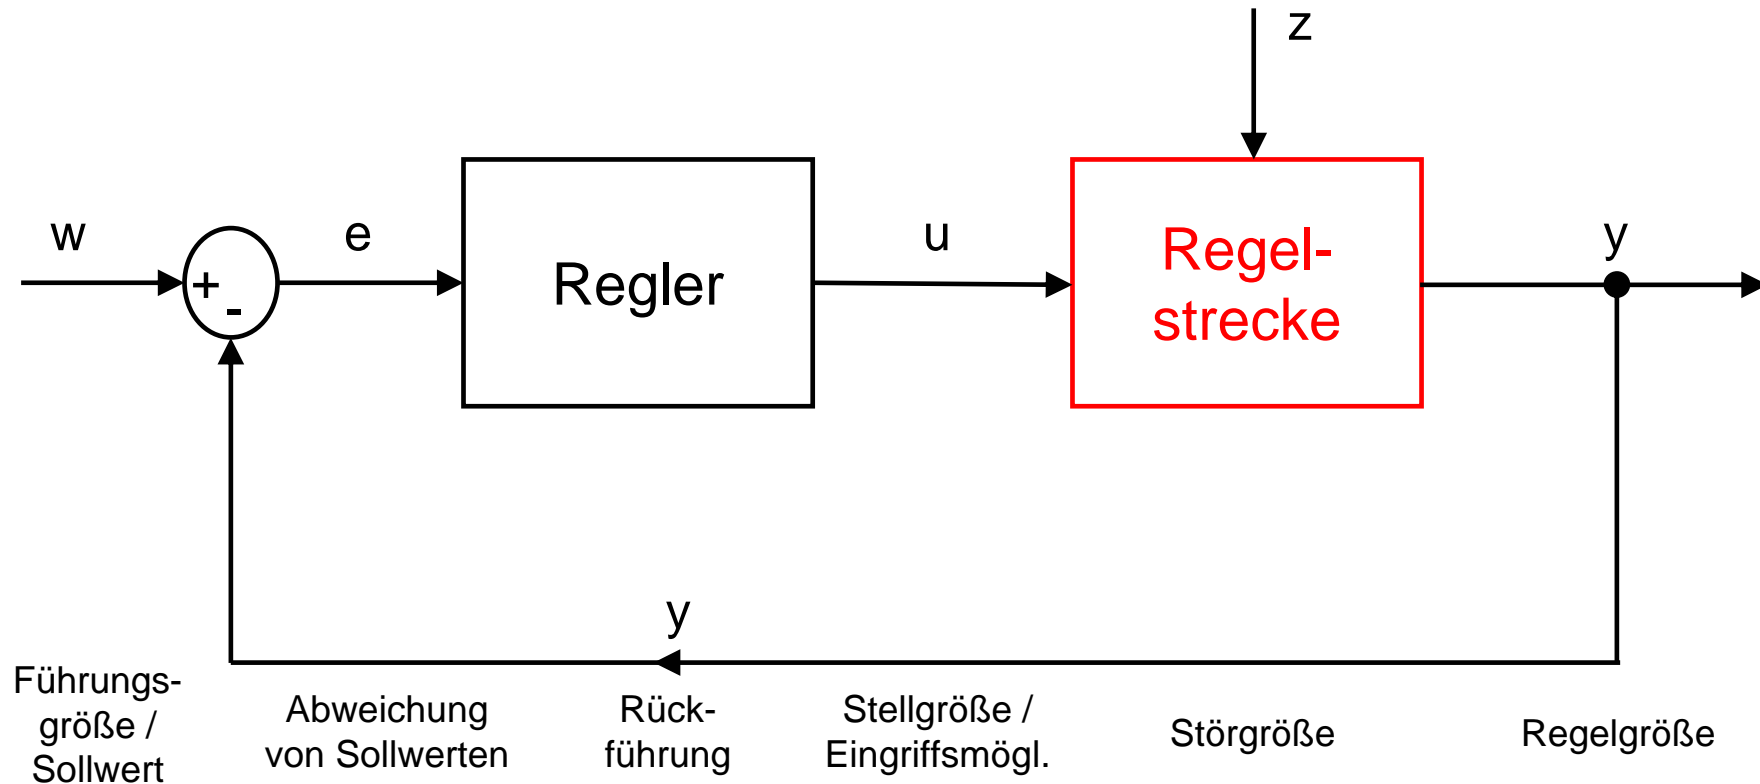 z
w
e
u
y
+
-
Regler
Regel-
strecke
y
Führungs-
größe /
Sollwert
Abweichung
von Sollwerten
Rück-
führung
Stellgröße /
Eingriffsmögl.
Störgröße
Regelgröße